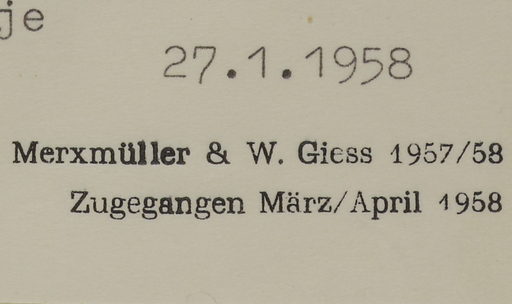 je
27.1.1958
Merxmüller & W. Giess 1957/58
Zugegangen März/April 1958